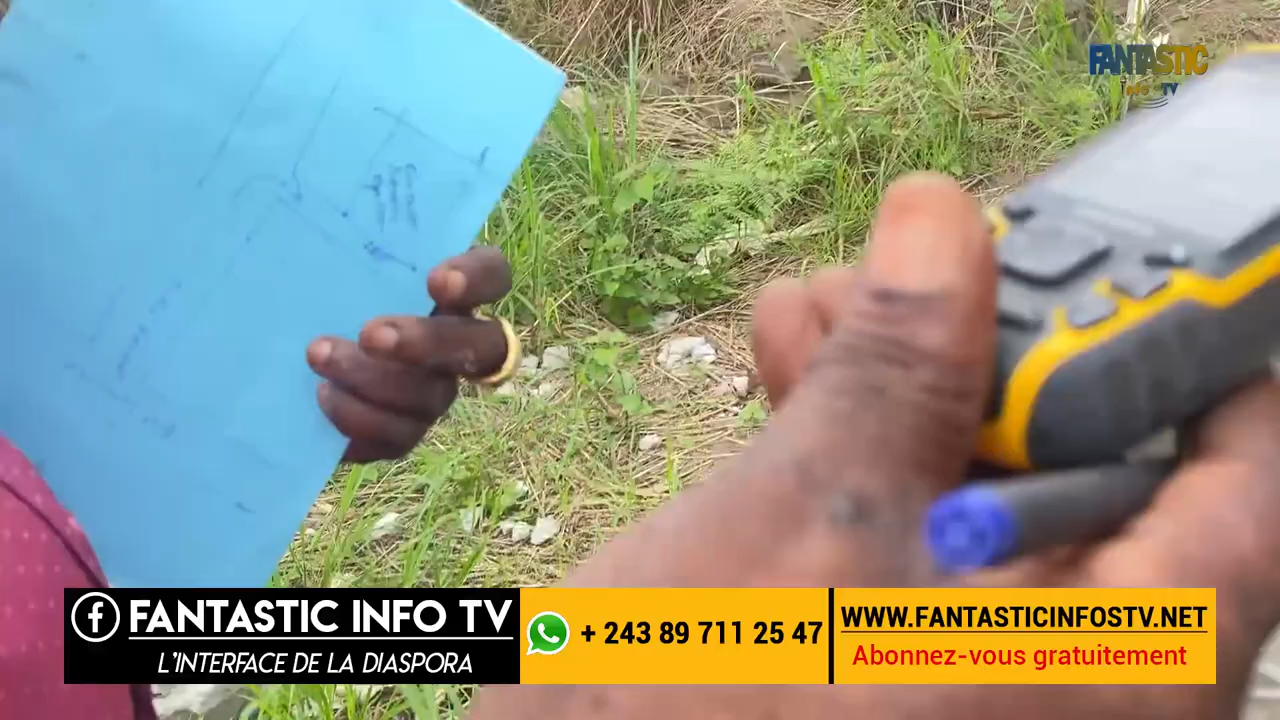 FANTASTIC
Info TV
FANTASTIC INFO TV
L'INTERFACE DE LA DIASPORA
+ 243 89 711 25 47
WWW.FANTASTICINFOSTV.NET
Abonnez-vous gratuitement